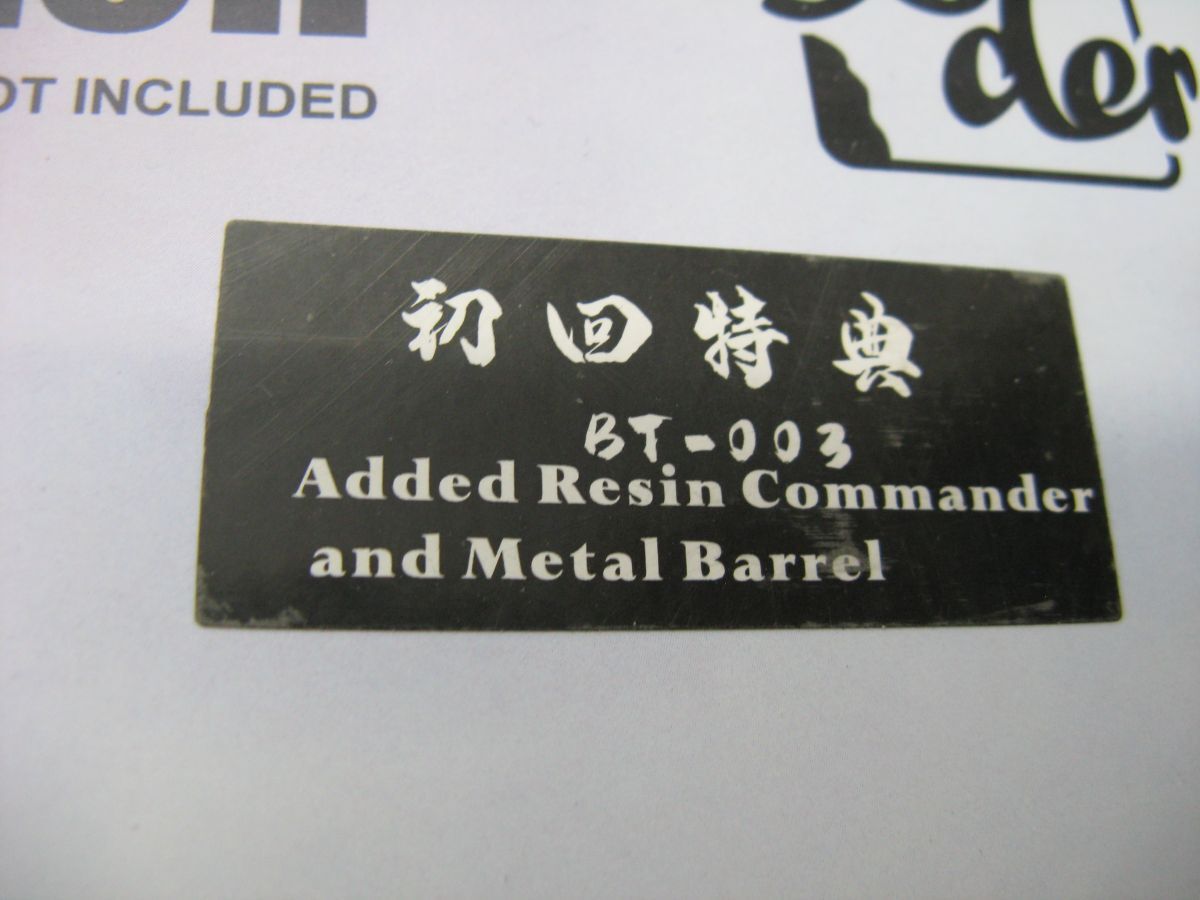 OT INCLUDED
der
初回特典
BT-003
Added Resin Commander
and Metal Barrel